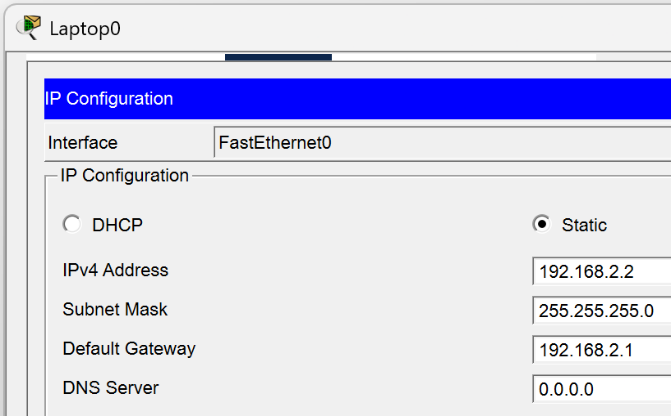 Laptop0
IP Configuration
Interface FastEthernet0
IP Configuration
DHCP Static
IPv4 Address 192.168.2.2
Subnet Mask 255.255.255.0
Default Gateway 192.168.2.1
DNS Server 0.0.0.0